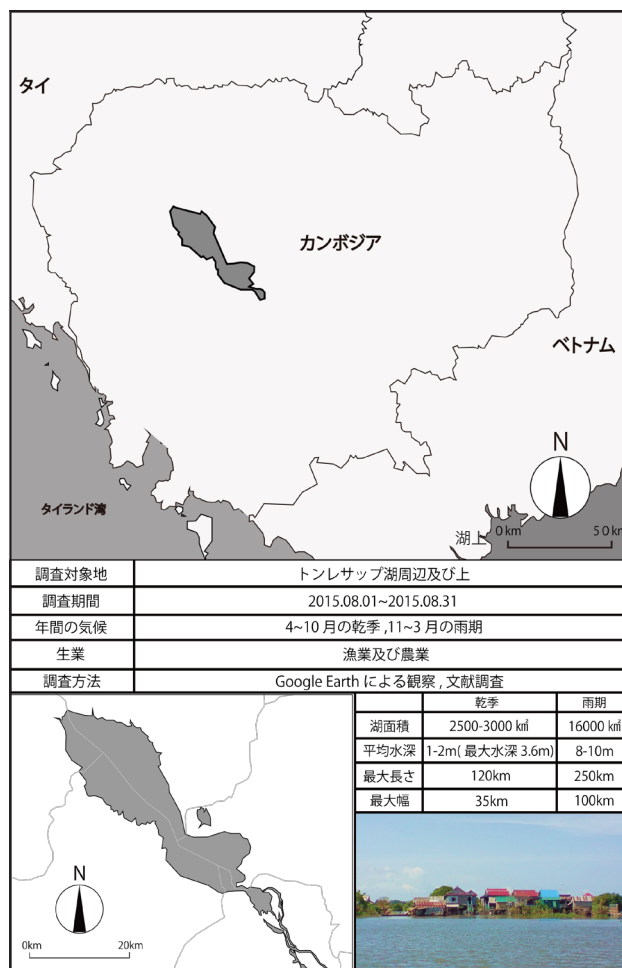 タイ
カンボジア
ベトナム
タイランド湾
N
湖上
0 km 50 km
調査対象地 トンレサップ湖周辺及び上
調査期間 2015.08.01~2015.08.31
年間の気候 4~10 月の乾季 ,11~3 月の雨期
生業 漁業及び農業
調査方法 Google Earth による観察 , 文献調査
乾季 雨期
湖面積 2500-3000 ㎢ 16000 ㎢
平均水深 1-2m( 最大水深 3.6m) 8-10m
最大長さ 120km 250km
最大幅 35km 100km
N
0km 20km